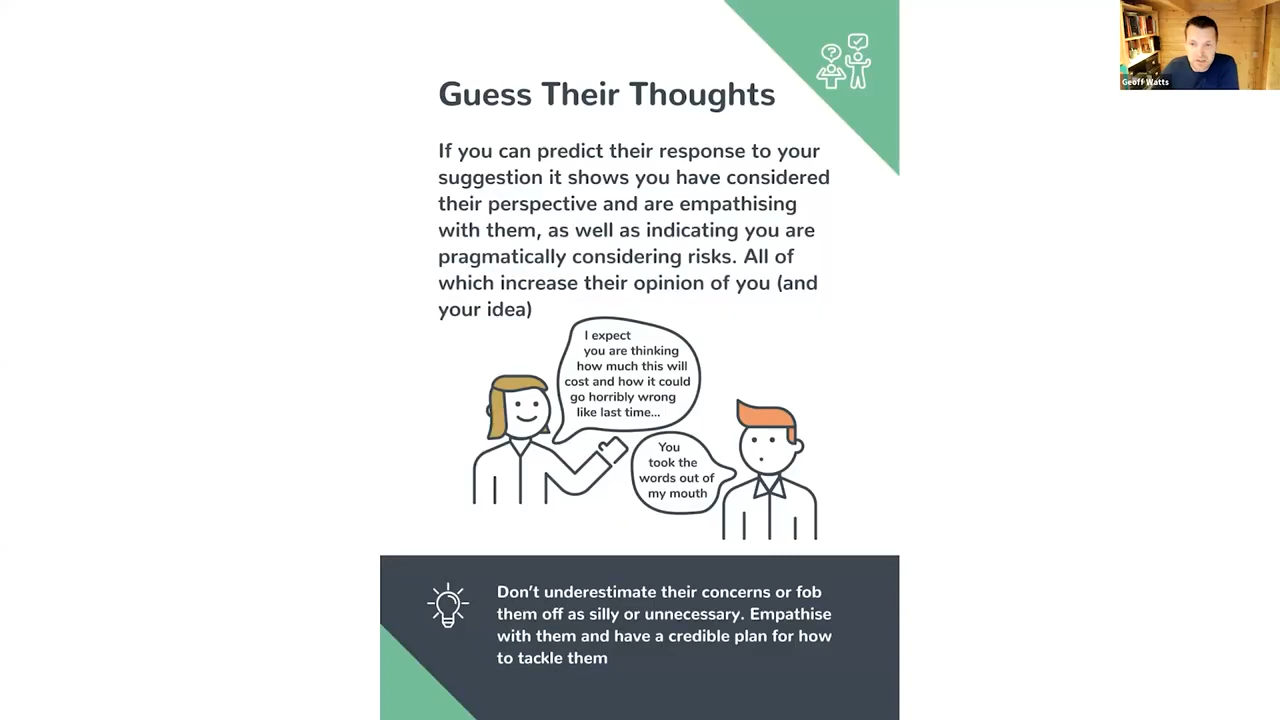 Guess Their Thoughts
If you can predict their response to your
suggestion it shows you have considered
their perspective and are empathising
with them, as well as indicating you are
pragmatically considering risks. All of
which increase their opinion of you (and
your idea)
I expect
you are thinking
how much this will
cost and how it could
go horribly wrong
like last time...
You
took the
words out of
my mouth
Don't underestimate their concerns or fob
them off as silly or unnecessary. Empathise
with them and have a credible plan for how
to tackle them
Geoff Watts